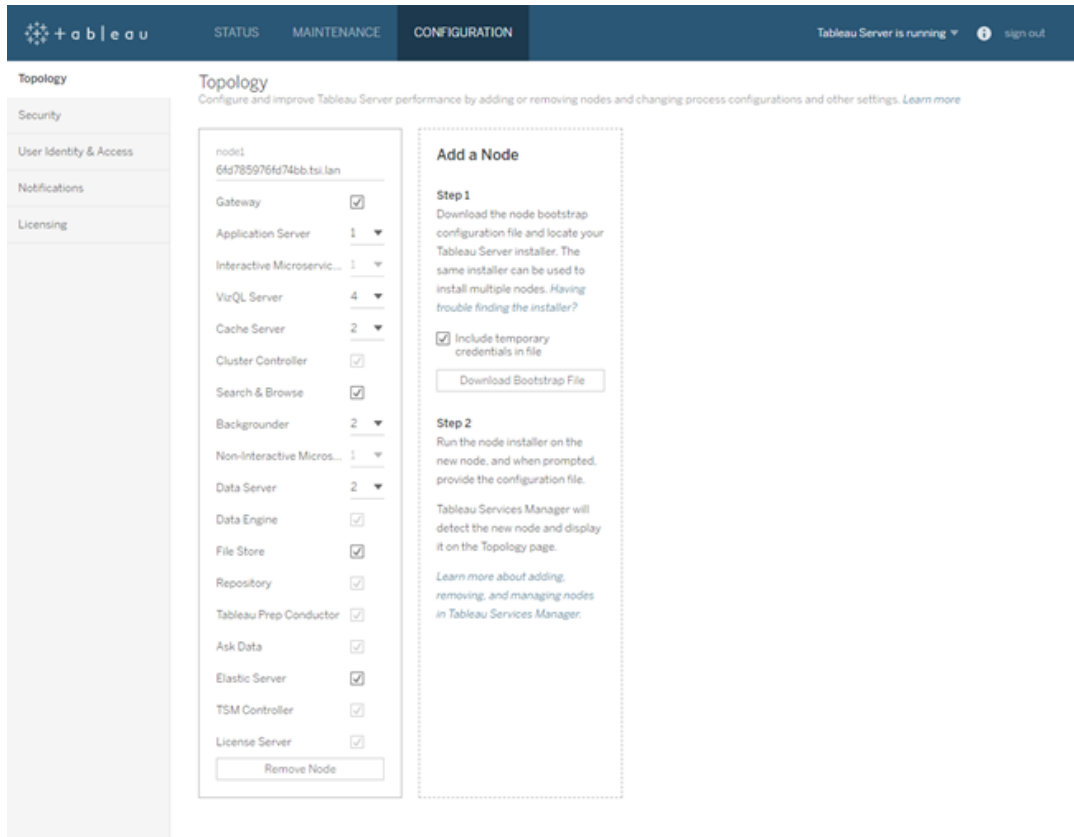 +ableau
STATUS MAINTENANCE CONFIGURATION Tableau Server is running sign out
Topology
Security
User Identity & Access
Notifications
Licensing
Topology
Configure and improve Tableau Server performance by adding or removing nodes and changing process configurations and other settings. Learn more
node1
6fd785976fd74bb.tsi.lan
Gateway
Application Server 1
Interactive Microservic... 1
VizQL Server 4
Cache Server 2
Cluster Controller
Search & Browse
Backgrounder 2
Non-Interactive Micros... 1
Data Server 2
Data Engine
File Store
Repository
Tableau Prep Conductor
Ask Data
Elastic Server
TSM Controller
License Server
Remove Node
Add a Node
Step 1
Download the node bootstrap
configuration file and locate your
Tableau Server installer. The
same installer can be used to
install multiple nodes. Having
trouble finding the installer?
Include temporary
credentials in file
Download Bootstrap File
Step 2
Run the node installer on the
new node, and when prompted,
provide the configuration file.
Tableau Services Manager will
detect the new node and display
it on the Topology page.
Learn more about adding,
removing, and managing nodes
in Tableau Services Manager.